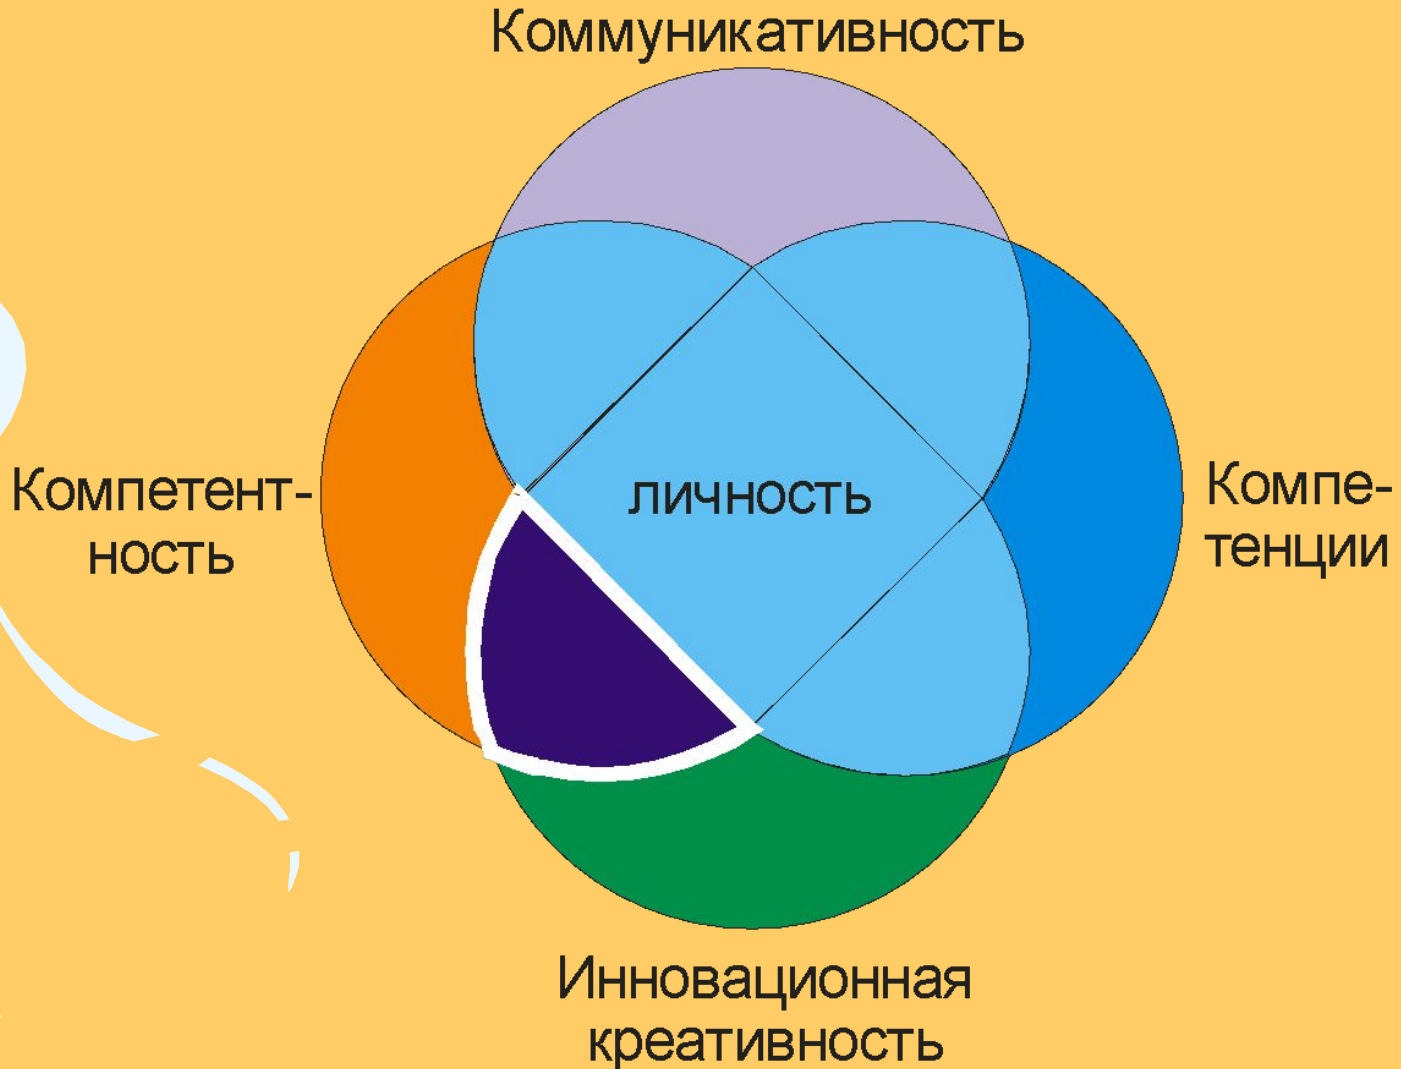 Коммуникативность
Компетент-
ность
личность
Компе-
тенции
Инновационная
креативность